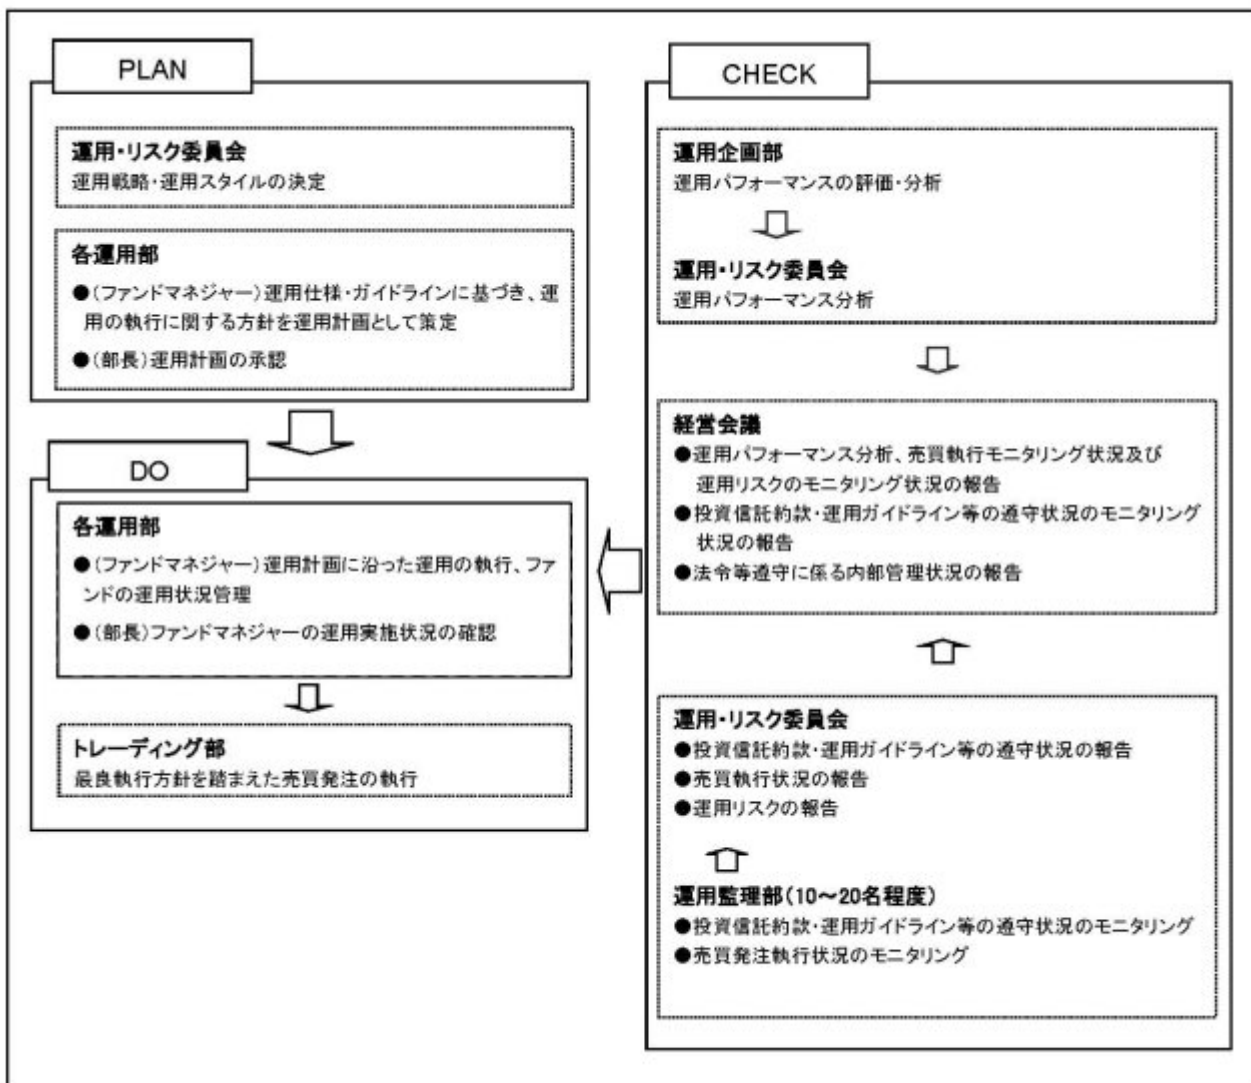 PLAN
運用・リスク委員会
運用戦略・運用スタイルの決定
各運用部
●(ファンドマネジャー)運用仕様・ガイドラインに基づき、運
用の執行に関する方針を運用計画として策定
●(部長)運用計画の承認
DO
各運用部
●(ファンドマネジャー)運用計画に沿った運用の執行、ファ
ンドの運用状況管理
●(部長)ファンドマネジャーの運用実施状況の確認
トレーディング部
最良執行方針を踏まえた売買発注の執行
CHECK
運用企画部
運用パフォーマンスの評価・分析
運用・リスク委員会
運用パフォーマンス分析
経営会議
●運用パフォーマンス分析、売買執行モニタリング状況及び
運用リスクのモニタリング状況の報告
●投資信託約款・運用ガイドライン等の遵守状況のモニタリング
状況の報告
●法令等遵守に係る内部管理状況の報告
運用・リスク委員会
●投資信託約款・運用ガイドライン等の遵守状況の報告
●売買執行状況の報告
●運用リスクの報告
運用監理部(10～20名程度)
●投資信託約款・運用ガイドライン等の遵守状況のモニタリング
●売買発注執行状況のモニタリング